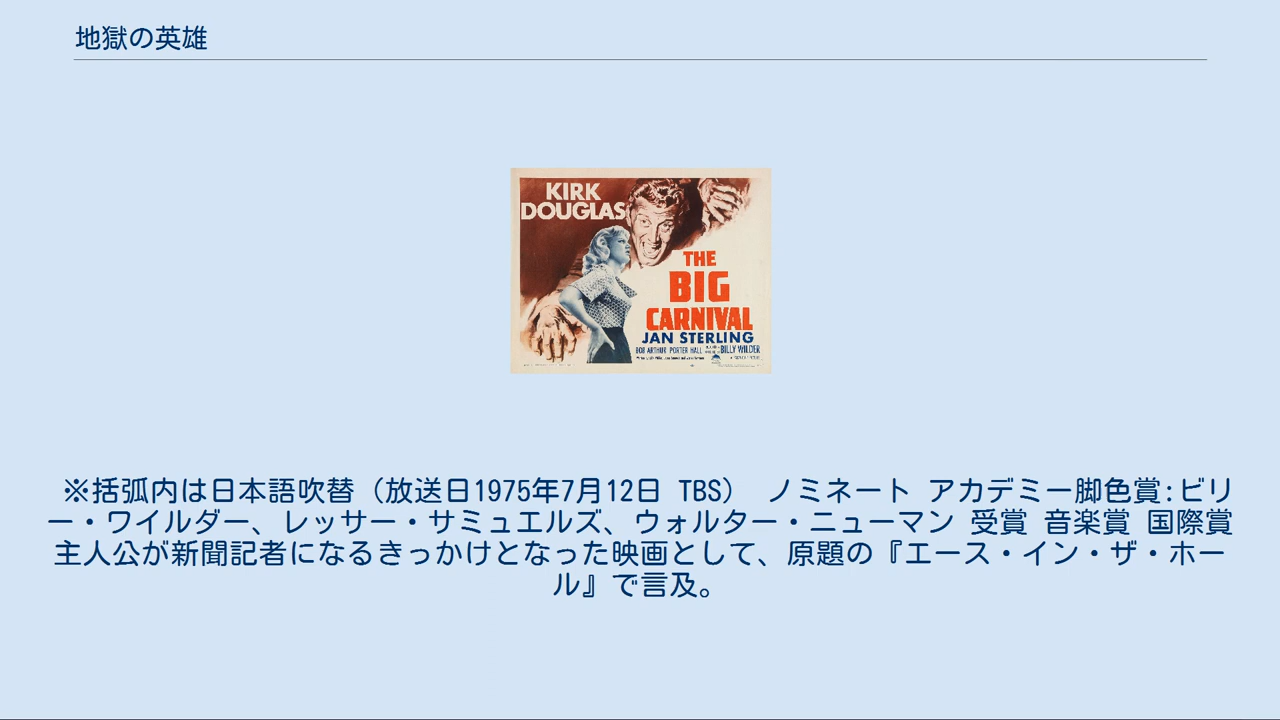 地獄の英雄
KIRK
DOUGLAS
THE
BIG
CARNIVAL
JAN STERLING
BOB ARTHUR PORTER HALL BILLY WILDER
※括弧内は日本語吹替（放送日1975年7月12日 TBS） ノミネート アカデミー脚色賞:ビリ
ー・ワイルダー、レッサー・サミュエルズ、ウォルター・ニューマン 受賞 音楽賞 国際賞
主人公が新聞記者になるきっかけとなった映画として、原題の『エース・イン・ザ・ホー
ル』で言及。